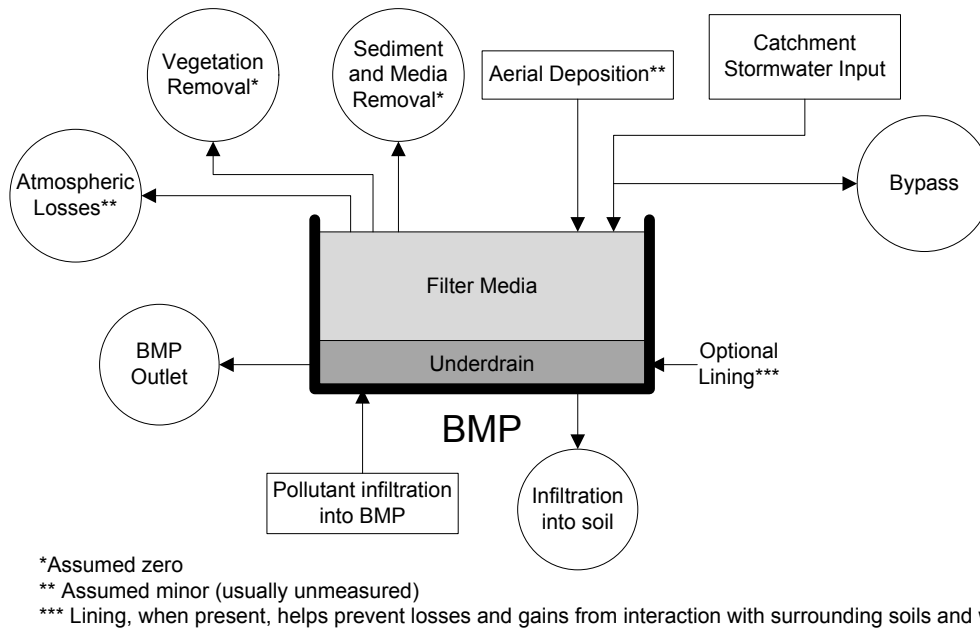 Vegetation
Removal*
Sediment
and Media
Removal*
Aerial Deposition**
Catchment
Stormwater Input
Atmospheric
Losses**
Bypass
Filter Media
BMP
Outlet
Underdrain
Optional
Lining***
BMP
Pollutant infiltration
into BMP
Infiltration
into soil
*Assumed zero
** Assumed minor (usually unmeasured)
*** Lining, when present, helps prevent losses and gains from interaction with surrounding soils and